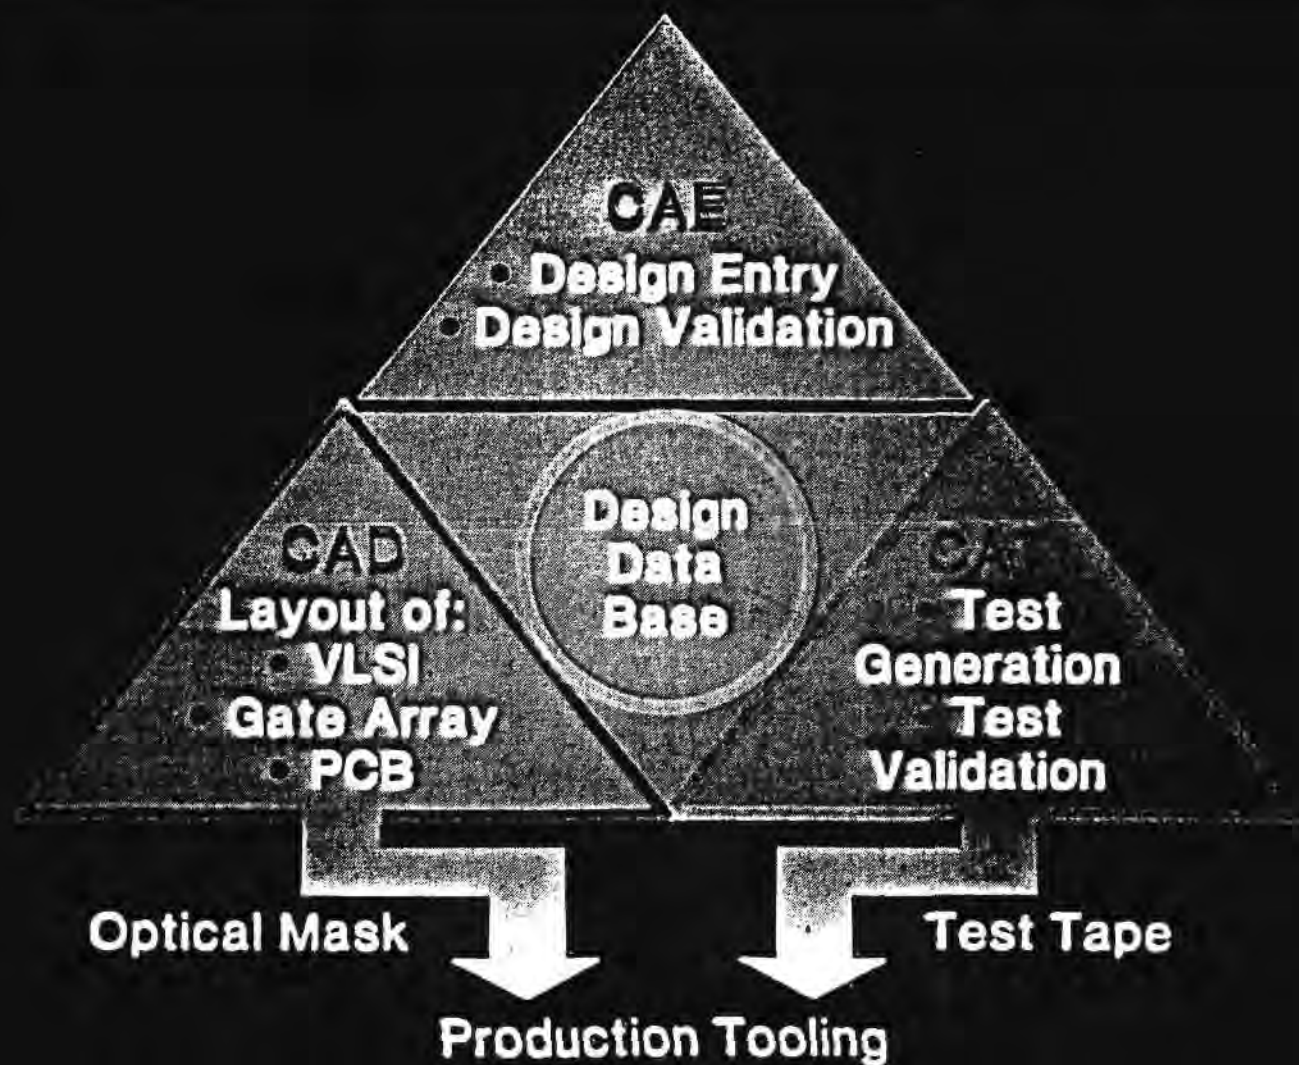 CAE
• Design Entry
• Design Validation
CAD
Layout of:
• VLSI
• Gate Array
• PCB
Design
Data
Base
CAT
Test
Generation
Test
Validation
Optical Mask
Test Tape
Production Tooling